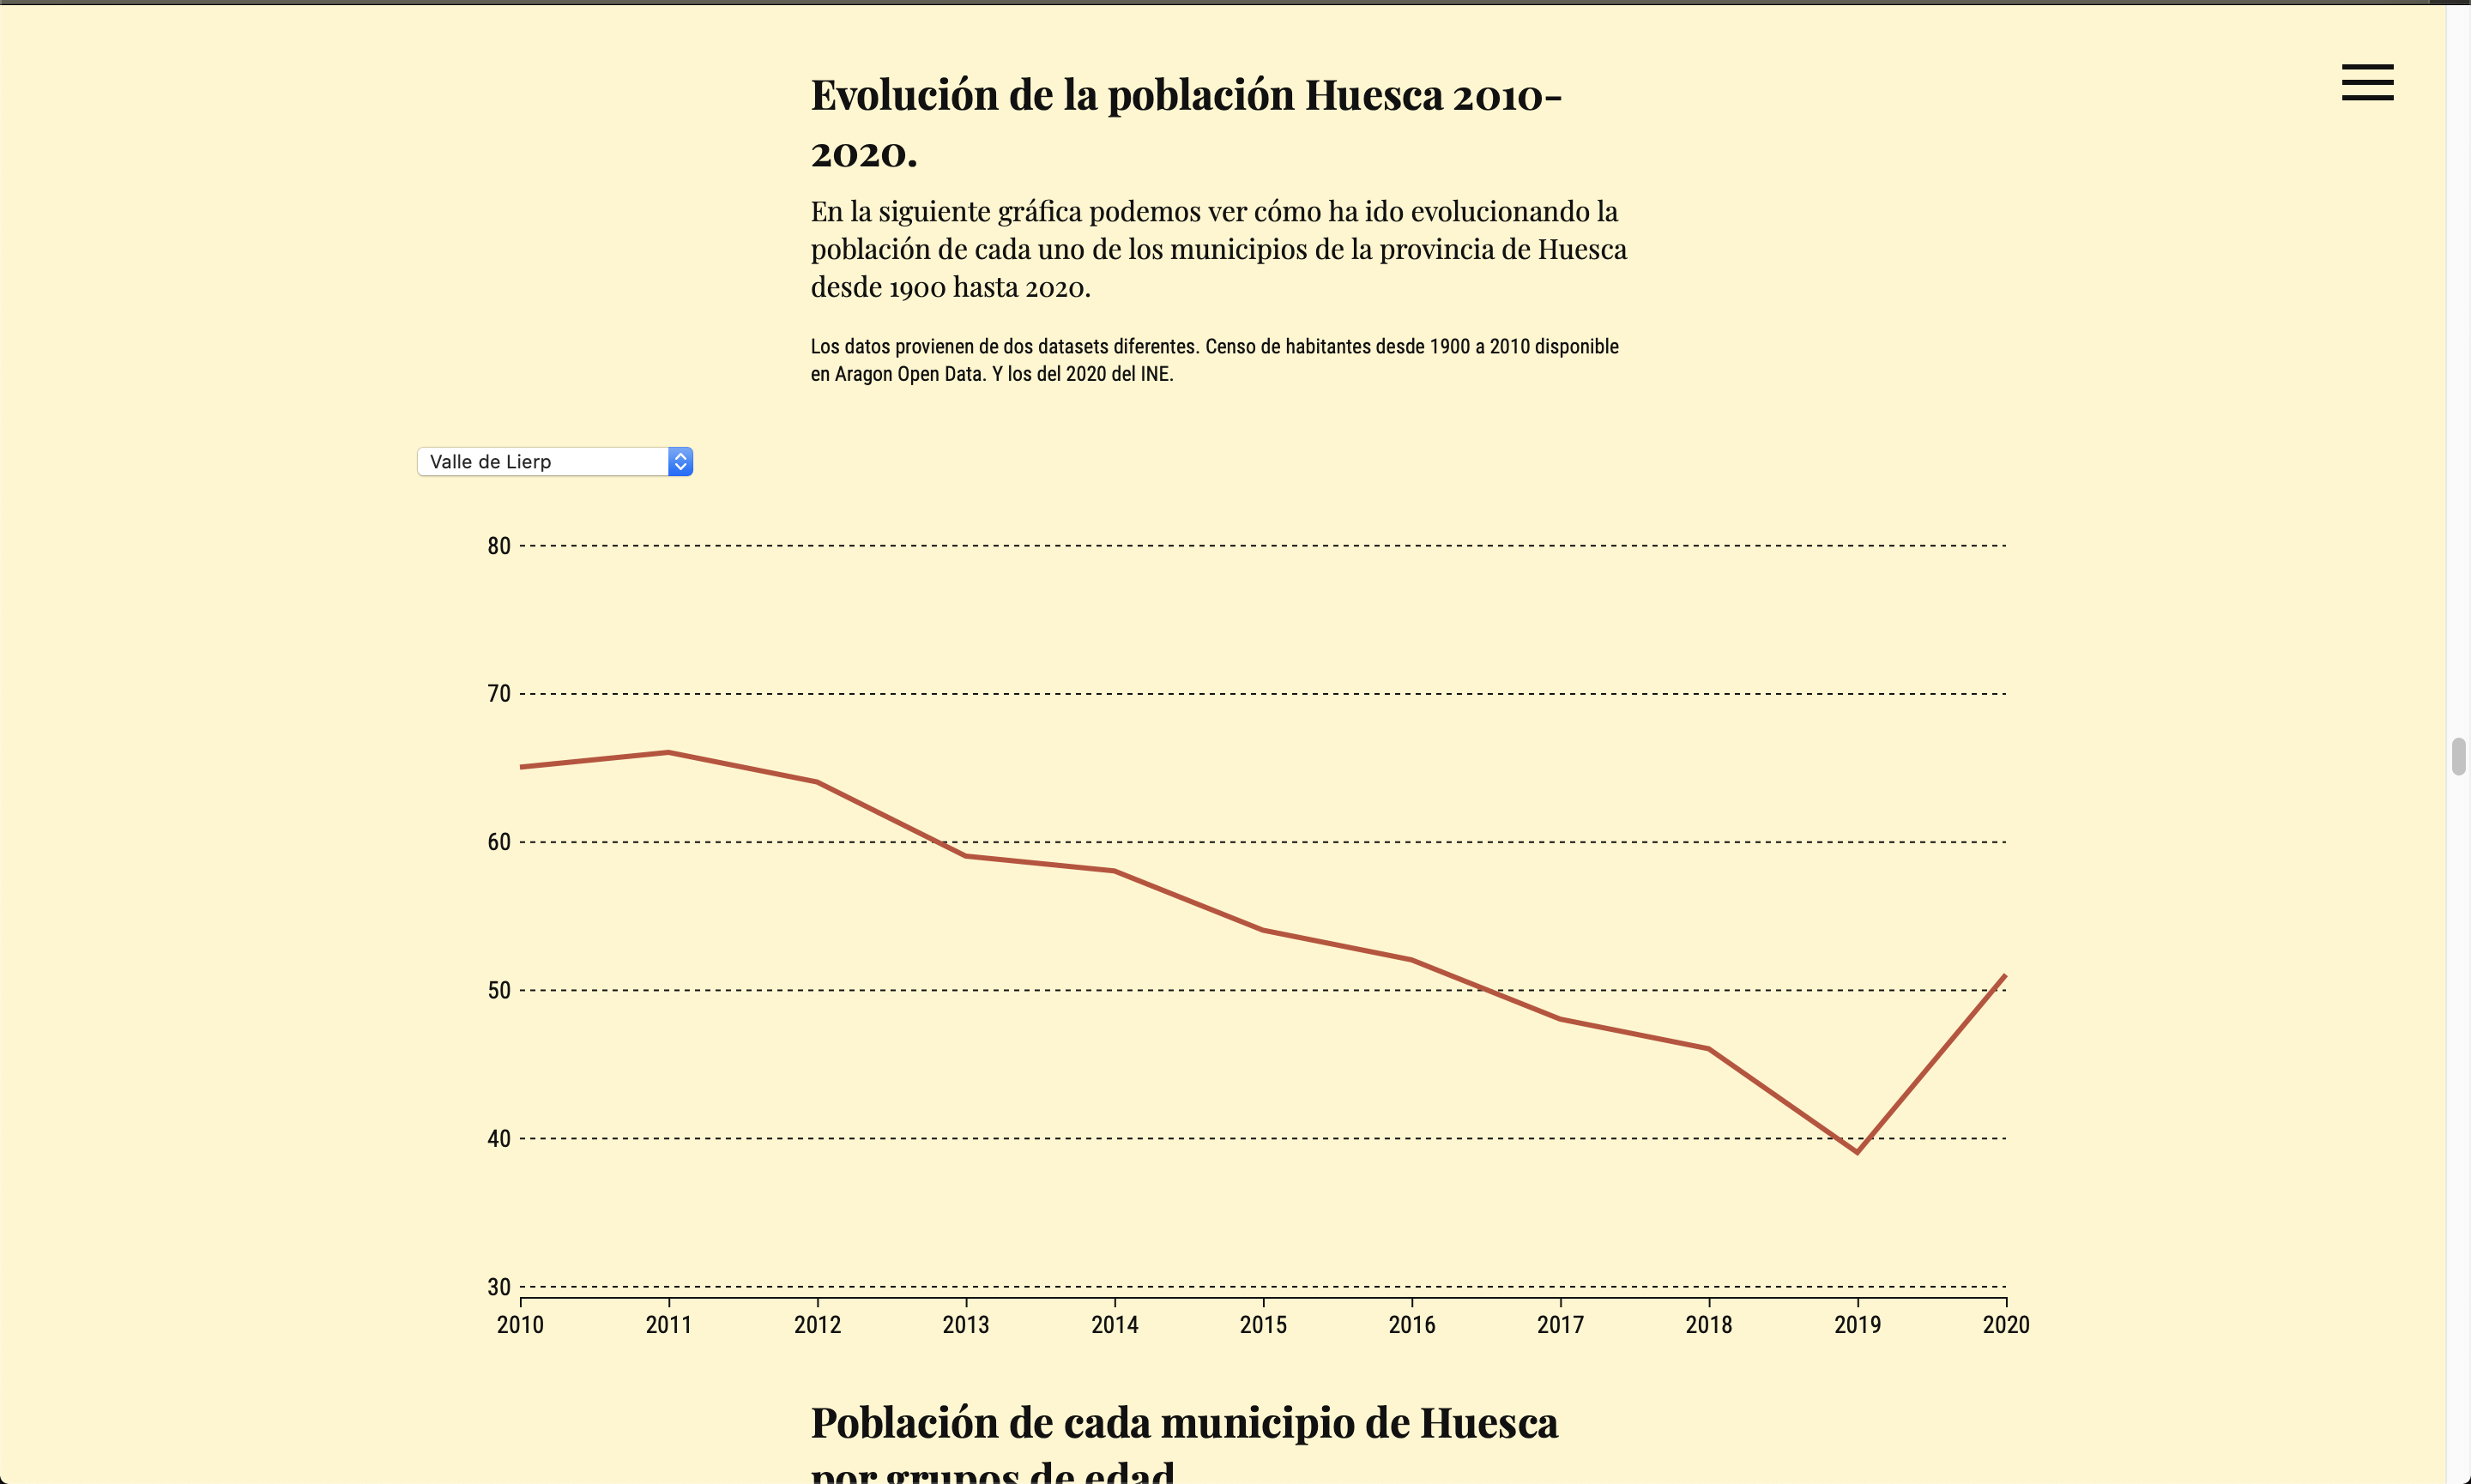 Evolución de la población Huesca 2010-
2020.
En la siguiente gráfica podemos ver cómo ha ido evolucionando la
población de cada uno de los municipios de la provincia de Huesca
desde 1900 hasta 2020.
Los datos provienen de dos datasets diferentes. Censo de habitantes desde 1900 a 2010 disponible
en Aragon Open Data. Y los del 2020 del INE.
Valle de Lierp
80
70
60
50
40
30
2010 2011 2012 2013 2014 2015 2016 2017 2018 2019 2020
Población de cada municipio de Huesca
por grupos de edad